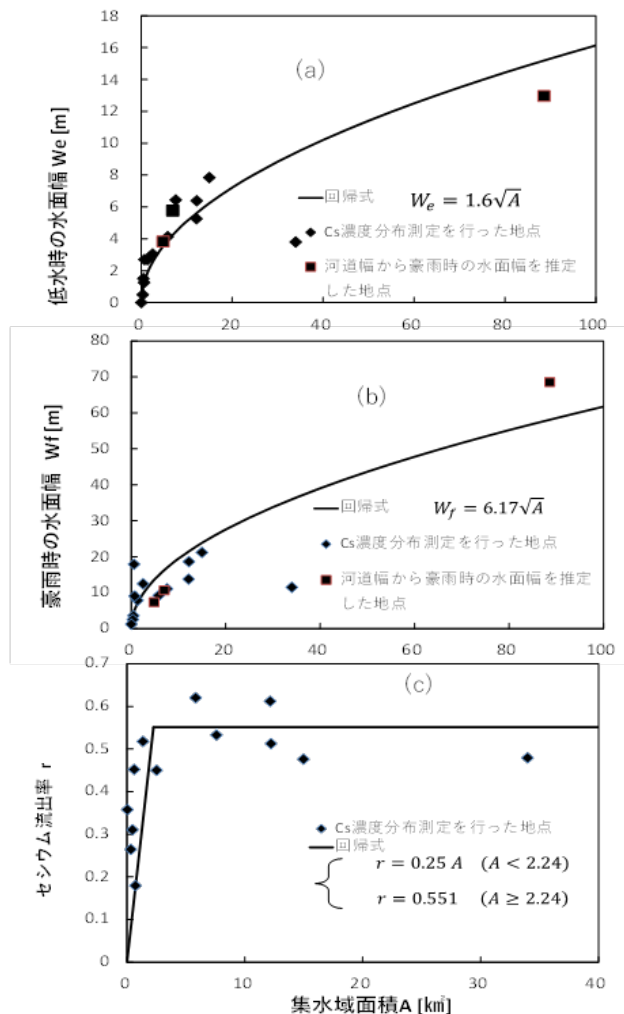 18
16
14
12
10
8
6
4
2
0
低水時の水面幅 We [m]
(a)
回帰式 W_e = 1.6√A
Cs濃度分布測定を行った地点
河道幅から豪雨時の水面幅を推定
した地点
0 20 40 60 80 100
80
70
60
50
40
30
20
10
0
豪雨時の水面幅 Wf [m]
(b)
回帰式 W_f = 6.17√A
Cs濃度分布測定を行った地点
河道幅から豪雨時の水面幅を推定
した地点
0 20 40 60 80 100
0.7
0.6
0.5
0.4
0.3
0.2
0.1
0
セシウム流出率 r
(c)
Cs濃度分布測定を行った地点
回帰式
r = 0.25 A (A < 2.24)
r = 0.551 (A ≥ 2.24)
0 10 20 30 40
集水域面積A [km²]